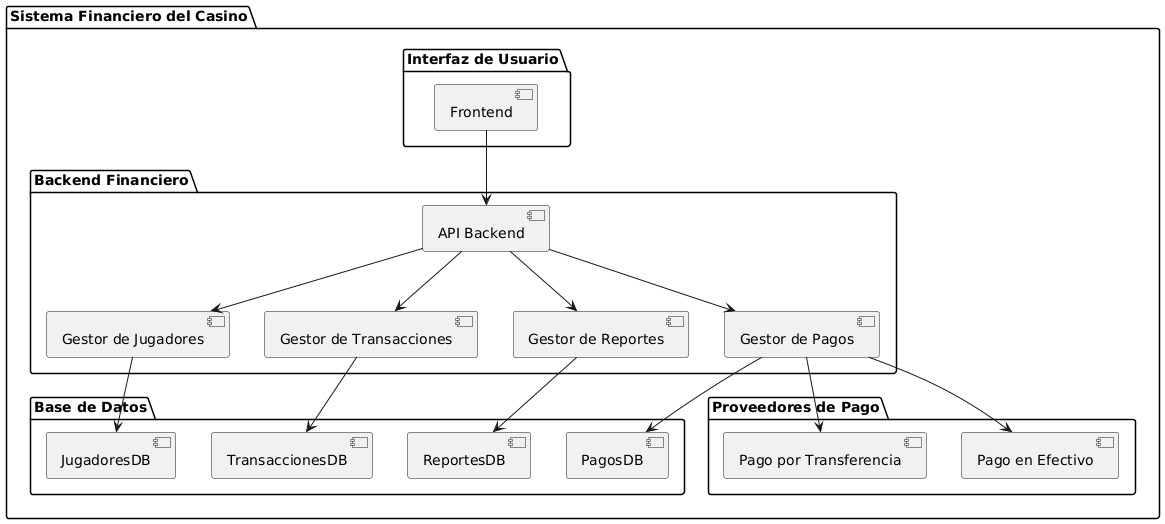 Sistema Financiero del Casino
Interfaz de Usuario
Frontend
Backend Financiero
API Backend
Gestor de Jugadores
Gestor de Transacciones
Gestor de Reportes
Gestor de Pagos
Base de Datos
Proveedores de Pago
JugadoresDB
TransaccionesDB
ReportesDB
PagosDB
Pago por Transferencia
Pago en Efectivo